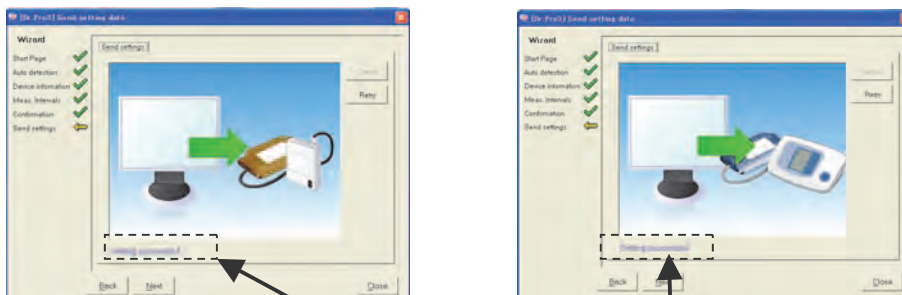 [Dr.Pro3] Send setting data
Wizard
Start Page
Auto detection
Device information
Meas. Intervals
Confirmation
Send settings
Send settings
Retry
Back
Next
Close
[Dr.Pro3] Send setting data
Wizard
Start Page
Auto detection
Device information
Meas. Intervals
Confirmation
Send settings
Send settings
Retry
Back
Close